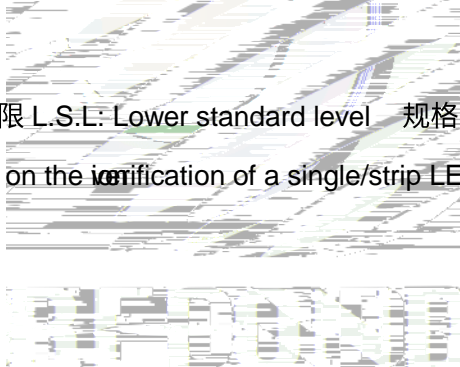 限 L.S.L: Lower standard level 规格
on the verification of a single/strip LE